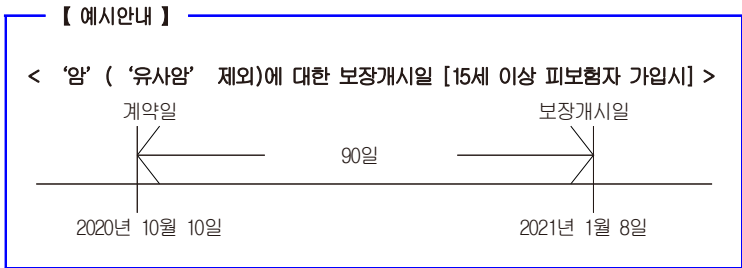 【 예시안내 】
< ‘암’ ( ‘유사암’ 제외)에 대한 보장개시일 [15세 이상 피보험자 가입시] >
계약일 보장개시일
90일
2020년 10월 10일 2021년 1월 8일